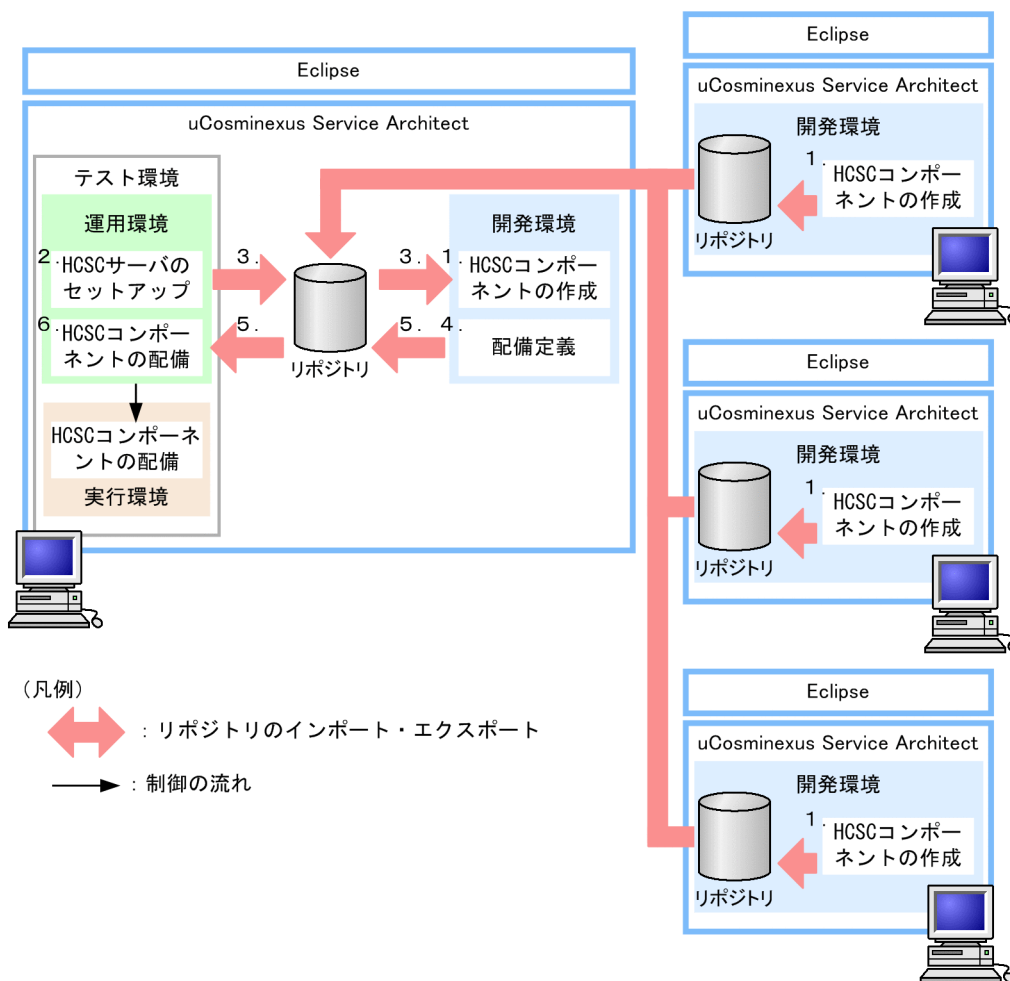 Eclipse
uCosminexus Service Architect
テスト環境
運用環境
2.
HCSCサーバの
セットアップ
3.
6.
HCSCコンポー
ネントの配備
5.
HCSCコンポーネ
ントの配備
実行環境
リポジトリ
開発環境
3.
1.
HCSCコンポー
ネントの作成
5.
4.
配備定義
Eclipse
uCosminexus Service Architect
開発環境
1.
HCSCコンポー
ネントの作成
リポジトリ
Eclipse
uCosminexus Service Architect
開発環境
1.
HCSCコンポー
ネントの作成
リポジトリ
Eclipse
uCosminexus Service Architect
開発環境
1.
HCSCコンポー
ネントの作成
リポジトリ
(凡例)
：リポジトリのインポート・エクスポート
：制御の流れ